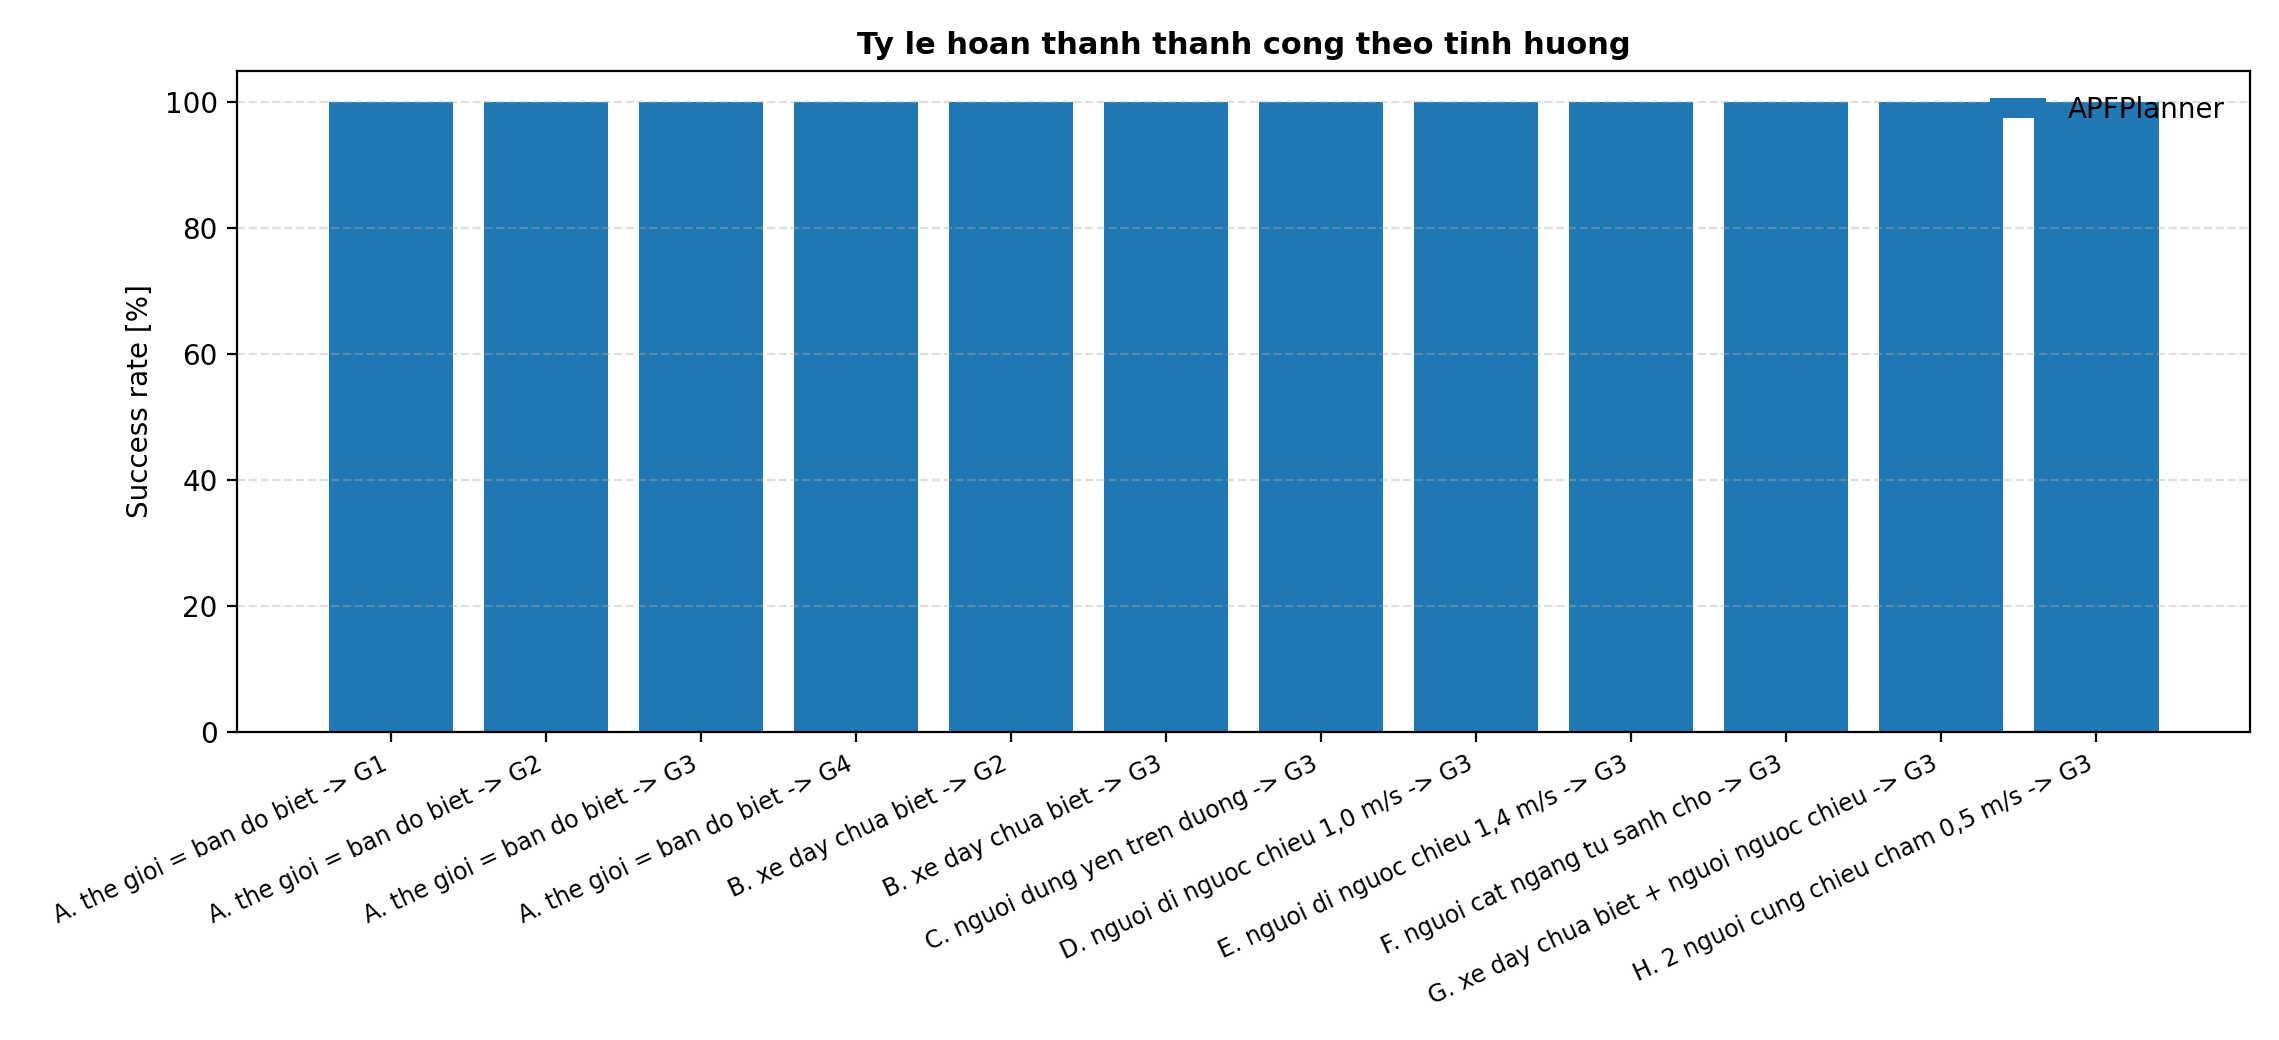 Ty le hoan thanh thanh cong theo tinh huong
APFPlanner
Success rate [%]
100
80
60
40
20
0
A. the gioi = ban do biet -> G1
A. the gioi = ban do biet -> G2
A. the gioi = ban do biet -> G3
A. the gioi = ban do biet -> G4
B. xe day chua biet -> G2
B. xe day chua biet -> G3
C. nguoi dung yen tren duong -> G3
D. nguoi di nguoc chieu 1,0 m/s -> G3
E. nguoi di nguoc chieu 1,4 m/s -> G3
F. nguoi cat ngang tu sanh cho -> G3
G. xe day chua biet + nguoi nguoc chieu -> G3
H. 2 nguoi cung chieu cham 0,5 m/s -> G3